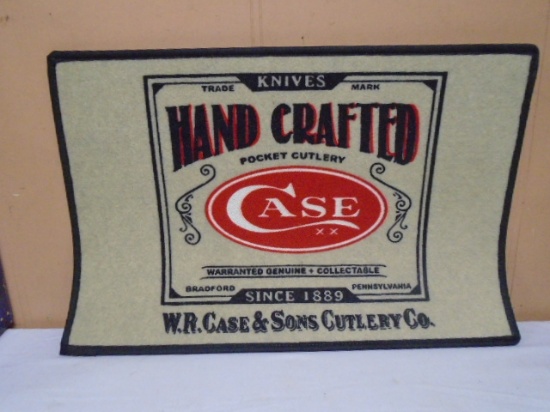 KNIVES
TRADE MARK
HAND CRAFTED
POCKET CUTLERY
CASE
XX
WARRANTED GENUINE + COLLECTABLE
BRADFORD PENNSYLVANIA
SINCE 1889
W.R. CASE & SONS CUTLERY CO.